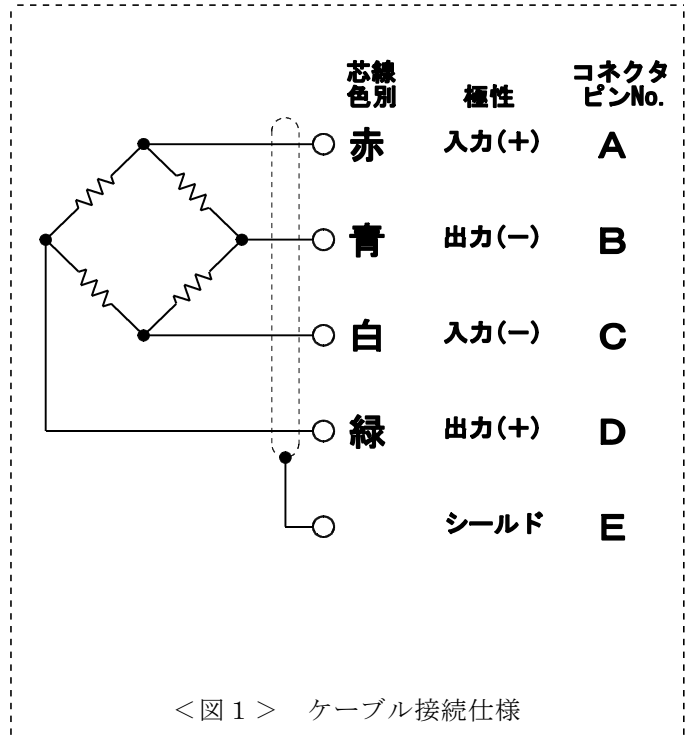 芯線 コネクタ
色別 極性 ピンNo.
赤 入力(+) A
青 出力(−) B
白 入力(−) C
緑 出力(+) D
シールド E
<図1> ケーブル接続仕様